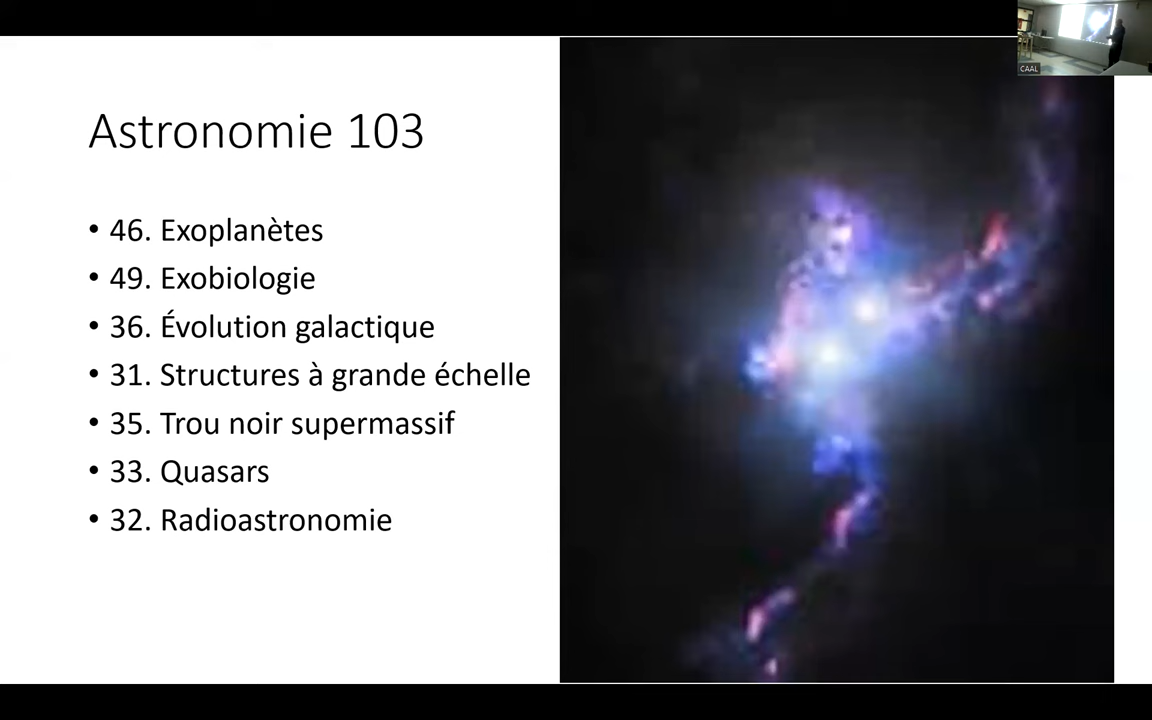 Astronomie 103
• 46. Exoplanètes
• 49. Exobiologie
• 36. Évolution galactique
• 31. Structures à grande échelle
• 35. Trou noir supermassif
• 33. Quasars
• 32. Radioastronomie
CAAL